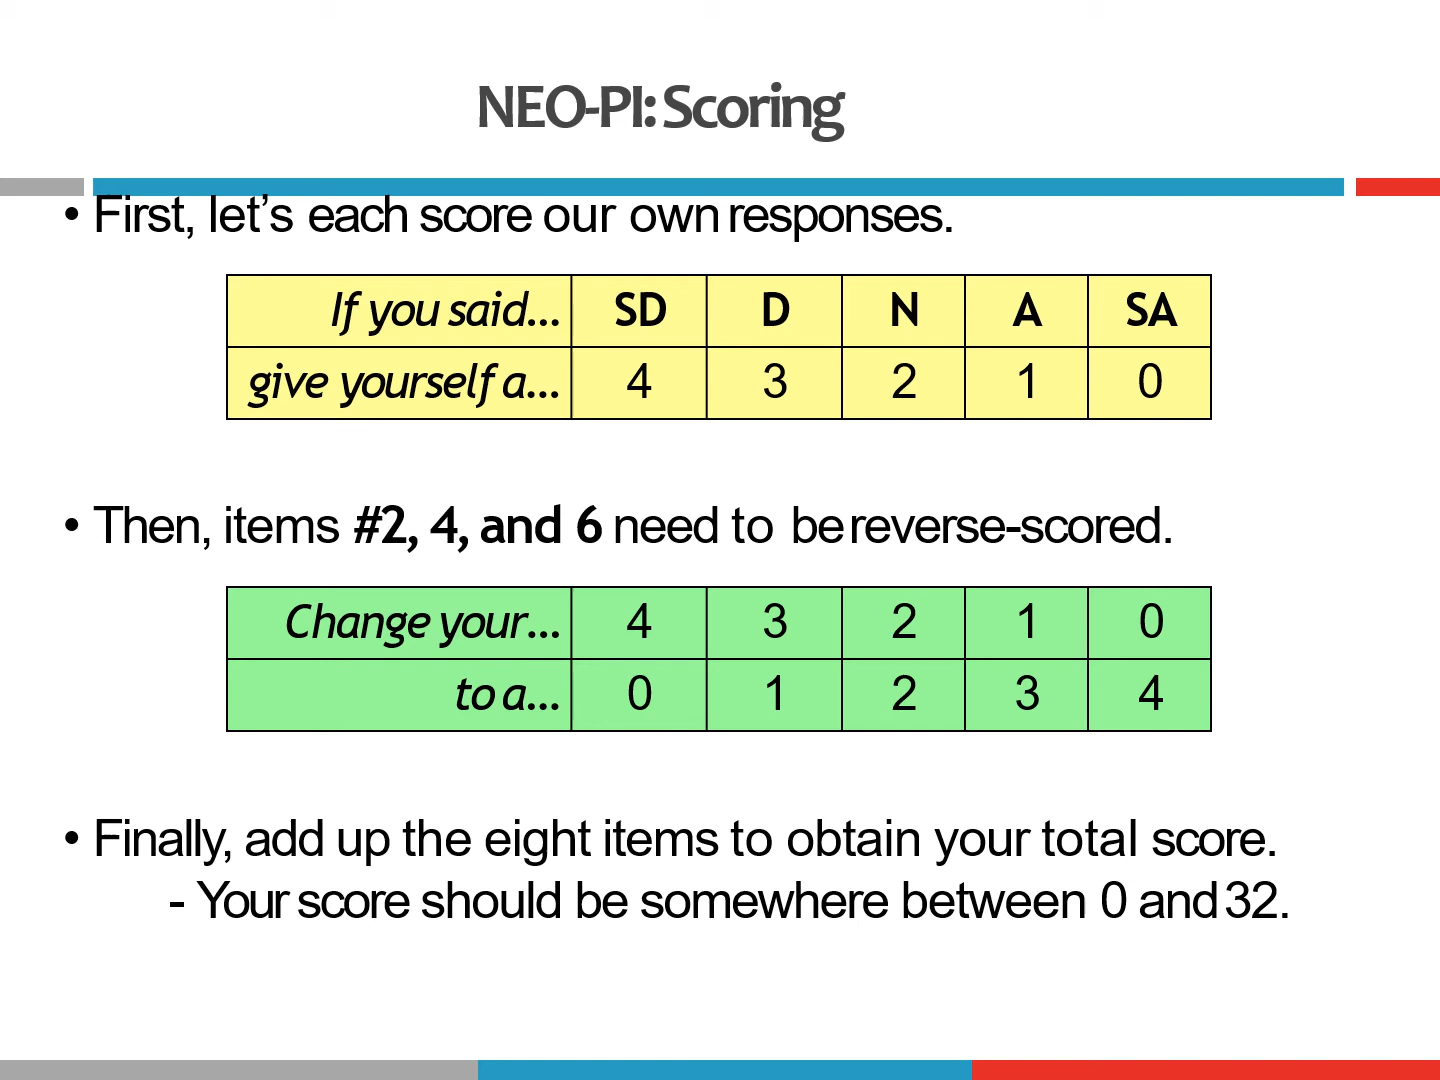 NEO-PI: Scoring
• First, let’s each score our own responses.
If you said... SD D N A SA
give yourself a... 4 3 2 1 0
• Then, items #2, 4, and 6 need to be reverse-scored.
Change your... 4 3 2 1 0
to a... 0 1 2 3 4
• Finally, add up the eight items to obtain your total score.
- Your score should be somewhere between 0 and 32.